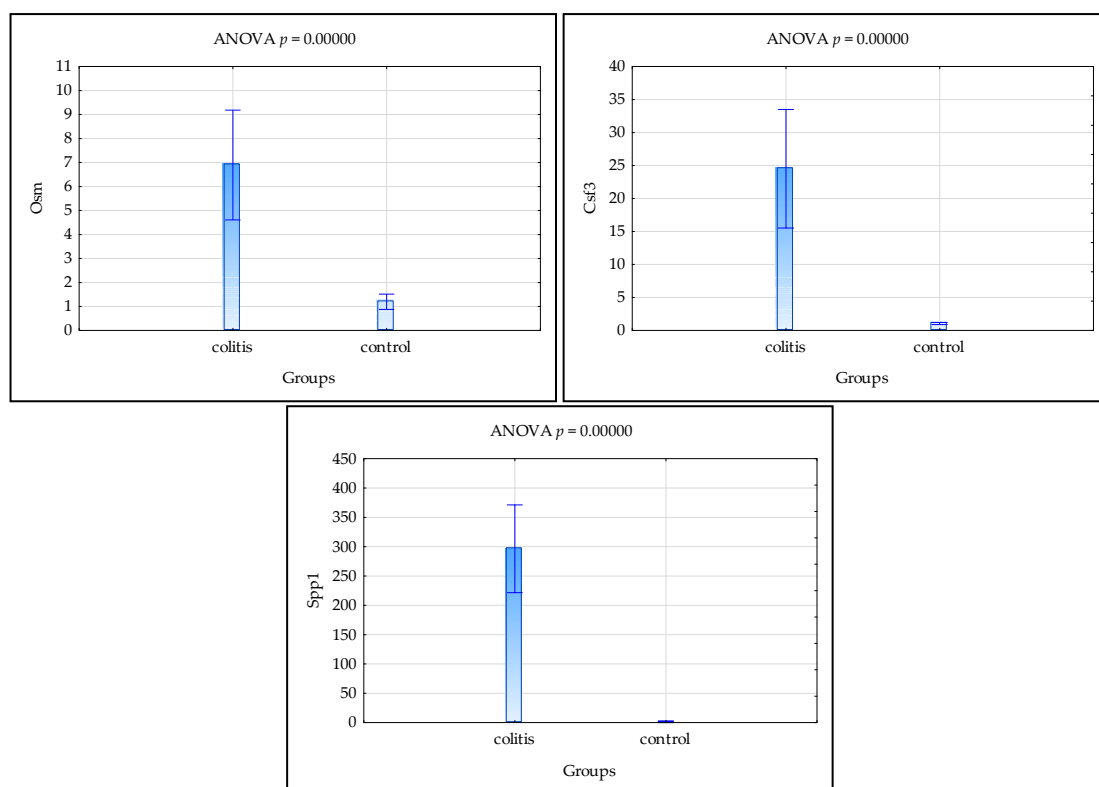 ANOVA p = 0.00000
11
10
9
8
7
6
5
4
3
2
1
0
Osm
colitis control
Groups
ANOVA p = 0.00000
40
35
30
25
20
15
10
5
0
Csf3
colitis control
Groups
ANOVA p = 0.00000
450
400
350
300
250
200
150
100
50
0
Spp1
colitis control
Groups